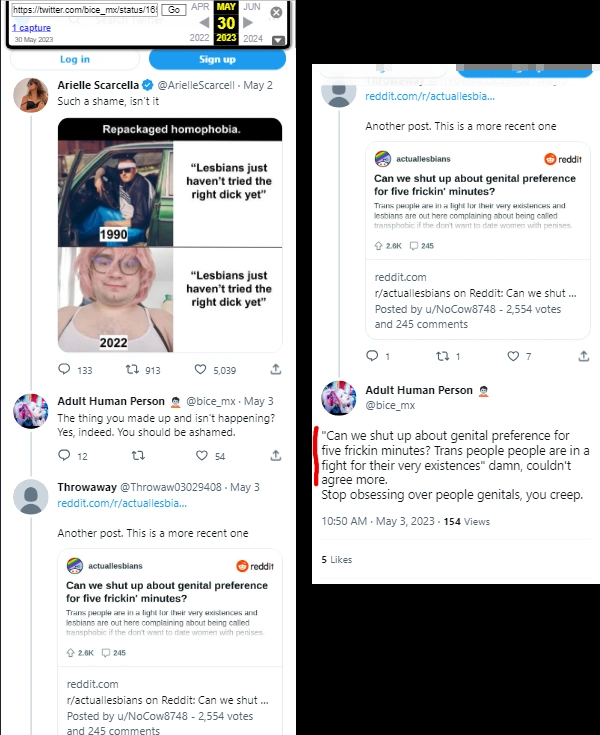 https://twitter.com/bice_mx/status/165
Go
APR
MAY
JUN
1 capture
30
30 May 2023
2022
2023
2024
Log in
Sign up
Arielle Scarcella @ArielleScarcell · May 2
Such a shame, isn't it
Repackaged homophobia.
"Lesbians just
haven't tried the
right dick yet"
1990
"Lesbians just
haven't tried the
right dick yet"
2022
133
913
5,039
Adult Human Person @bice_mx · May 3
The thing you made up and isn't happening?
Yes, indeed. You should be ashamed.
12
54
Throwaway @Throwaw03029408 · May 3
reddit.com/r/actuallesbia...
Another post. This is a more recent one
actuallesbians
reddit
Can we shut up about genital preference
for five frickin' minutes?
Trans people are in a fight for their very existences and
lesbians are out here complaining about being called
transphobic if the don't want to date women with penises.
2.6K
245
reddit.com
r/actuallesbians on Reddit: Can we shut ...
Posted by u/NoCow8748 - 2,554 votes
and 245 comments
reddit.com/r/actuallesbia...
Another post. This is a more recent one
actuallesbians
reddit
Can we shut up about genital preference
for five frickin' minutes?
Trans people are in a fight for their very existences and
lesbians are out here complaining about being called
transphobic if the don't want to date women with penises.
2.6K
245
reddit.com
r/actuallesbians on Reddit: Can we shut ...
Posted by u/NoCow8748 - 2,554 votes
and 245 comments
1
1
7
Adult Human Person
@bice_mx
"Can we shut up about genital preference for
five frickin minutes? Trans people people are in a
fight for their very existences" damn, couldn't
agree more.
Stop obsessing over people genitals, you creep.
10:50 AM · May 3, 2023 · 154 Views
5 Likes